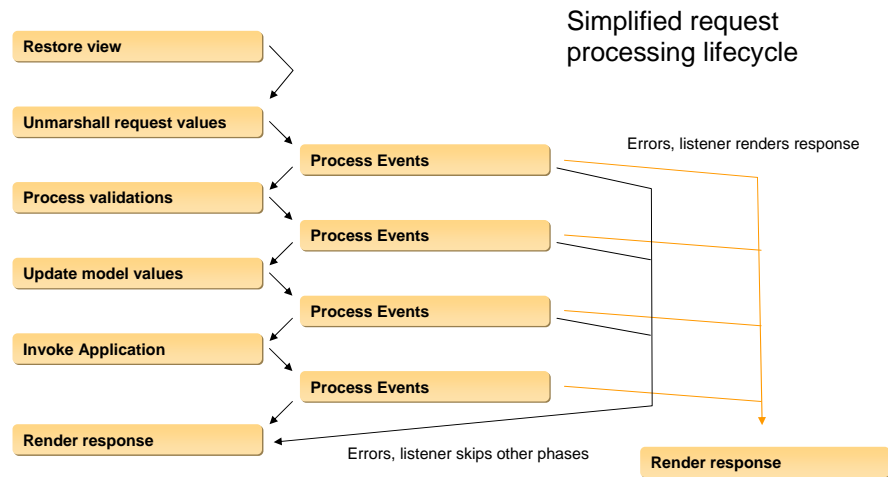 Simplified request
processing lifecycle
Restore view
Unmarshall request values
Process Events
Errors, listener renders response
Process validations
Process Events
Update model values
Process Events
Invoke Application
Process Events
Render response
Errors, listener skips other phases
Render response